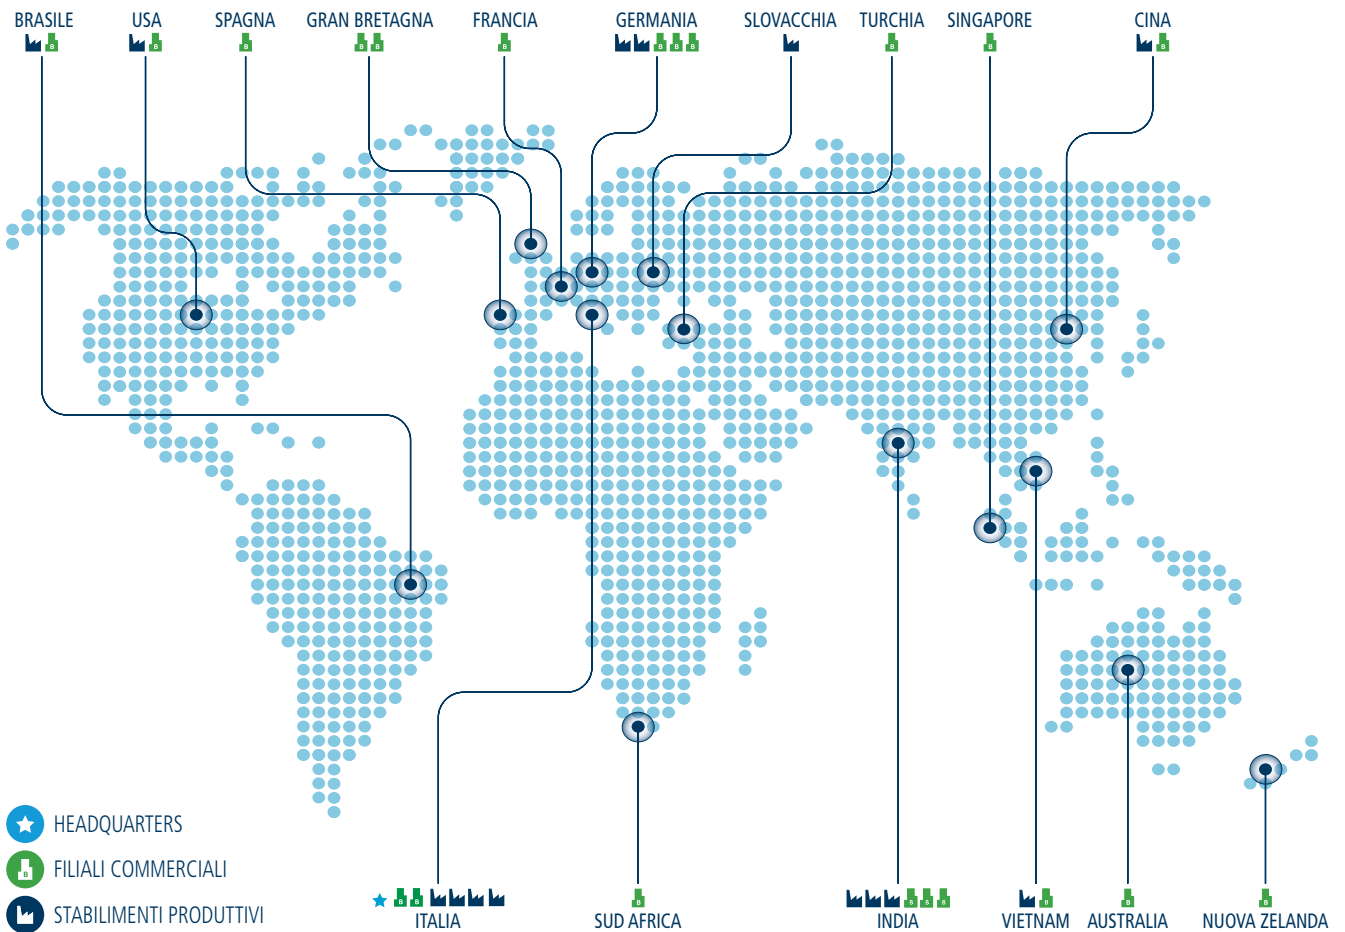 BRASILE
USA
SPAGNA
GRAN BRETAGNA
FRANCIA
GERMANIA
SLOVACCHIA
TURCHIA
SINGAPORE
CINA
HEADQUARTERS
FILIALI COMMERCIALI
STABILIMENTI PRODUTTIVI
ITALIA
SUD AFRICA
INDIA
VIETNAM
AUSTRALIA
NUOVA ZELANDA